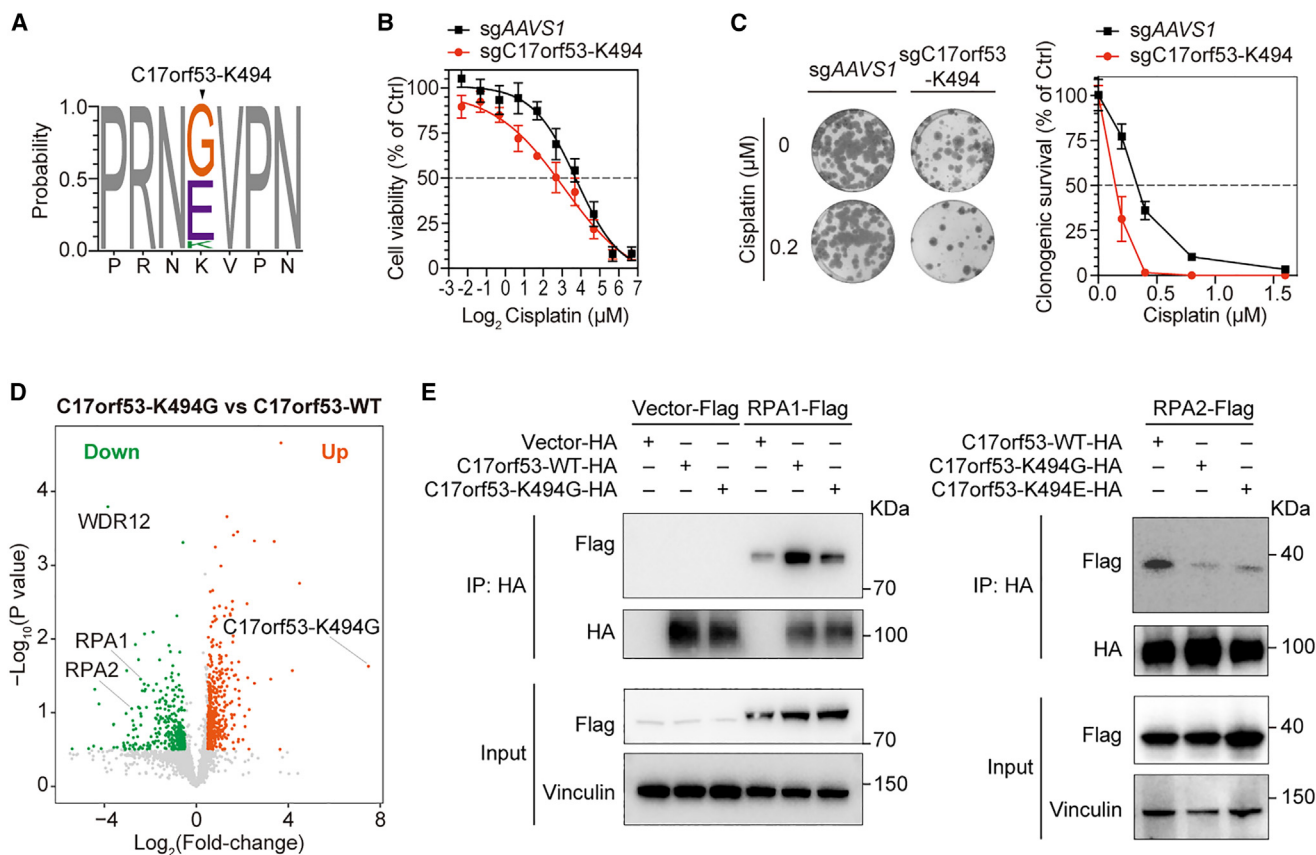 A
C17orf53-K494
Probability
1.0
0.5
0.0
PRNGVPN
E
K
P R N K V P N
B
sgAAVS1
sgC17orf53-K494
Cell viability (% of Ctrl)
100
75
50
25
0
-3 -2 -1 0 1 2 3 4 5 6 7
Log2 Cisplatin (µM)
C
sgAAVS1
sgC17orf53
-K494
Cisplatin (µM)
0
0.2
sgAAVS1
sgC17orf53-K494
Clonogenic survival (% of Ctrl)
100
75
50
25
0
0.0 0.5 1.0 1.5
Cisplatin (µM)
D
C17orf53-K494G vs C17orf53-WT
Down Up
WDR12
RPA1
RPA2
C17orf53-K494G
−Log10(P value)
4
3
2
1
0
−4 0 4 8
Log2(Fold-change)
E
Vector-Flag RPA1-Flag
Vector-HA + − − + − −
C17orf53-WT-HA − + − − + −
C17orf53-K494G-HA − − + − − +
KDa
IP: HA
Flag
70
HA
100
Input
Flag
70
Vinculin
150
RPA2-Flag
C17orf53-WT-HA + − −
C17orf53-K494G-HA − + −
C17orf53-K494E-HA − − +
KDa
IP: HA
Flag
40
HA
100
Input
Flag
40
Vinculin
150